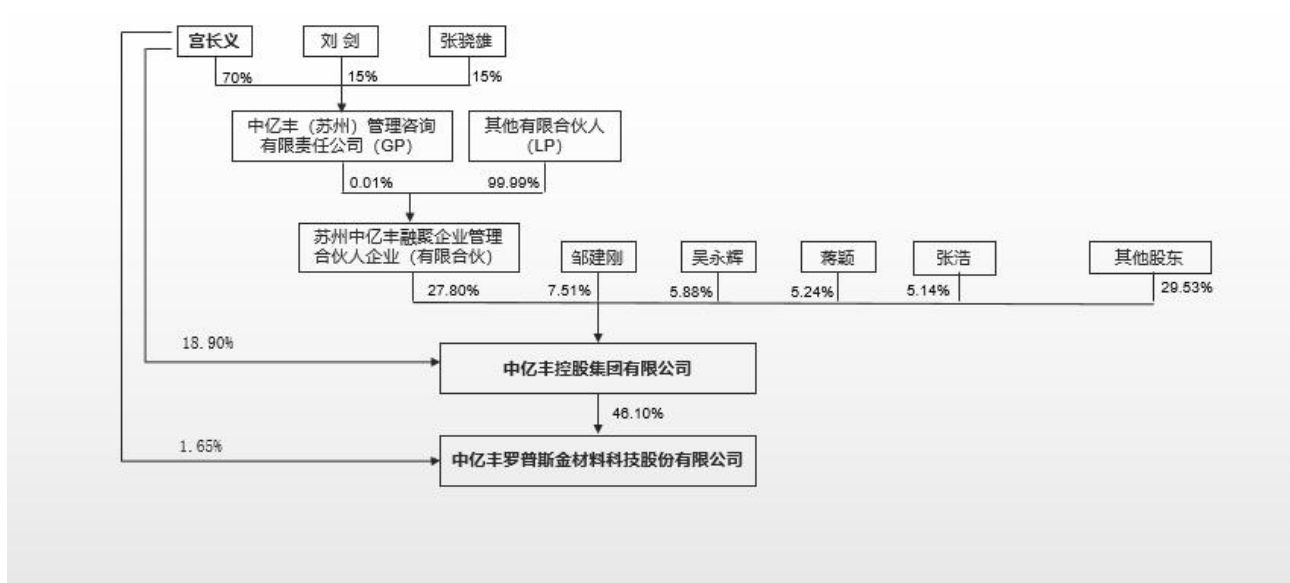 宫长义
刘 剑
张骁雄
70%
15%
15%
中亿丰（苏州）管理咨询
有限责任公司（GP）
其他有限合伙人
（LP）
0.01%
99.99%
苏州中亿丰融聚企业管理
合伙人企业（有限合伙）
邹建刚
吴永辉
蒋颖
张浩
其他股东
27.80%
7.51%
5.88%
5.24%
5.14%
29.53%
18.90%
中亿丰控股集团有限公司
46.10%
1.65%
中亿丰罗普斯金材料科技股份有限公司